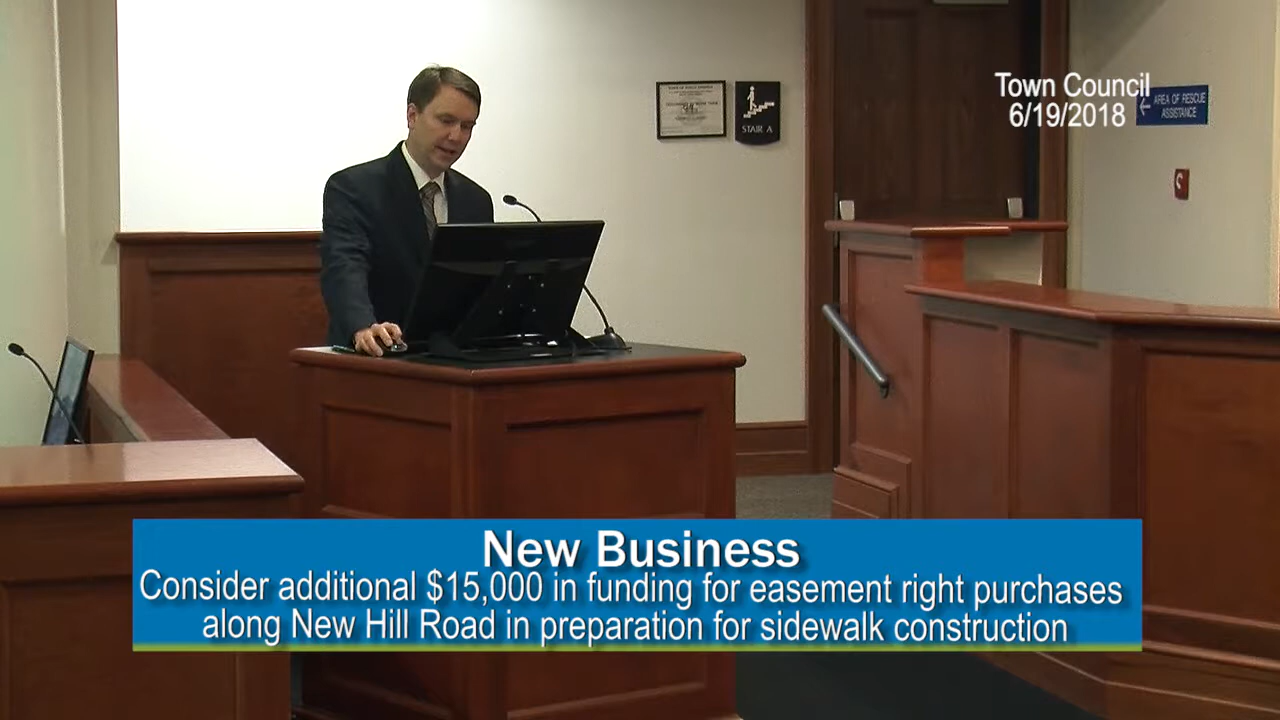 Town Council
6/19/2018
AREA OF RESCUE
ASSISTANCE
STAIR A
New Business
Consider additional $15,000 in funding for easement right purchases
along New Hill Road in preparation for sidewalk construction